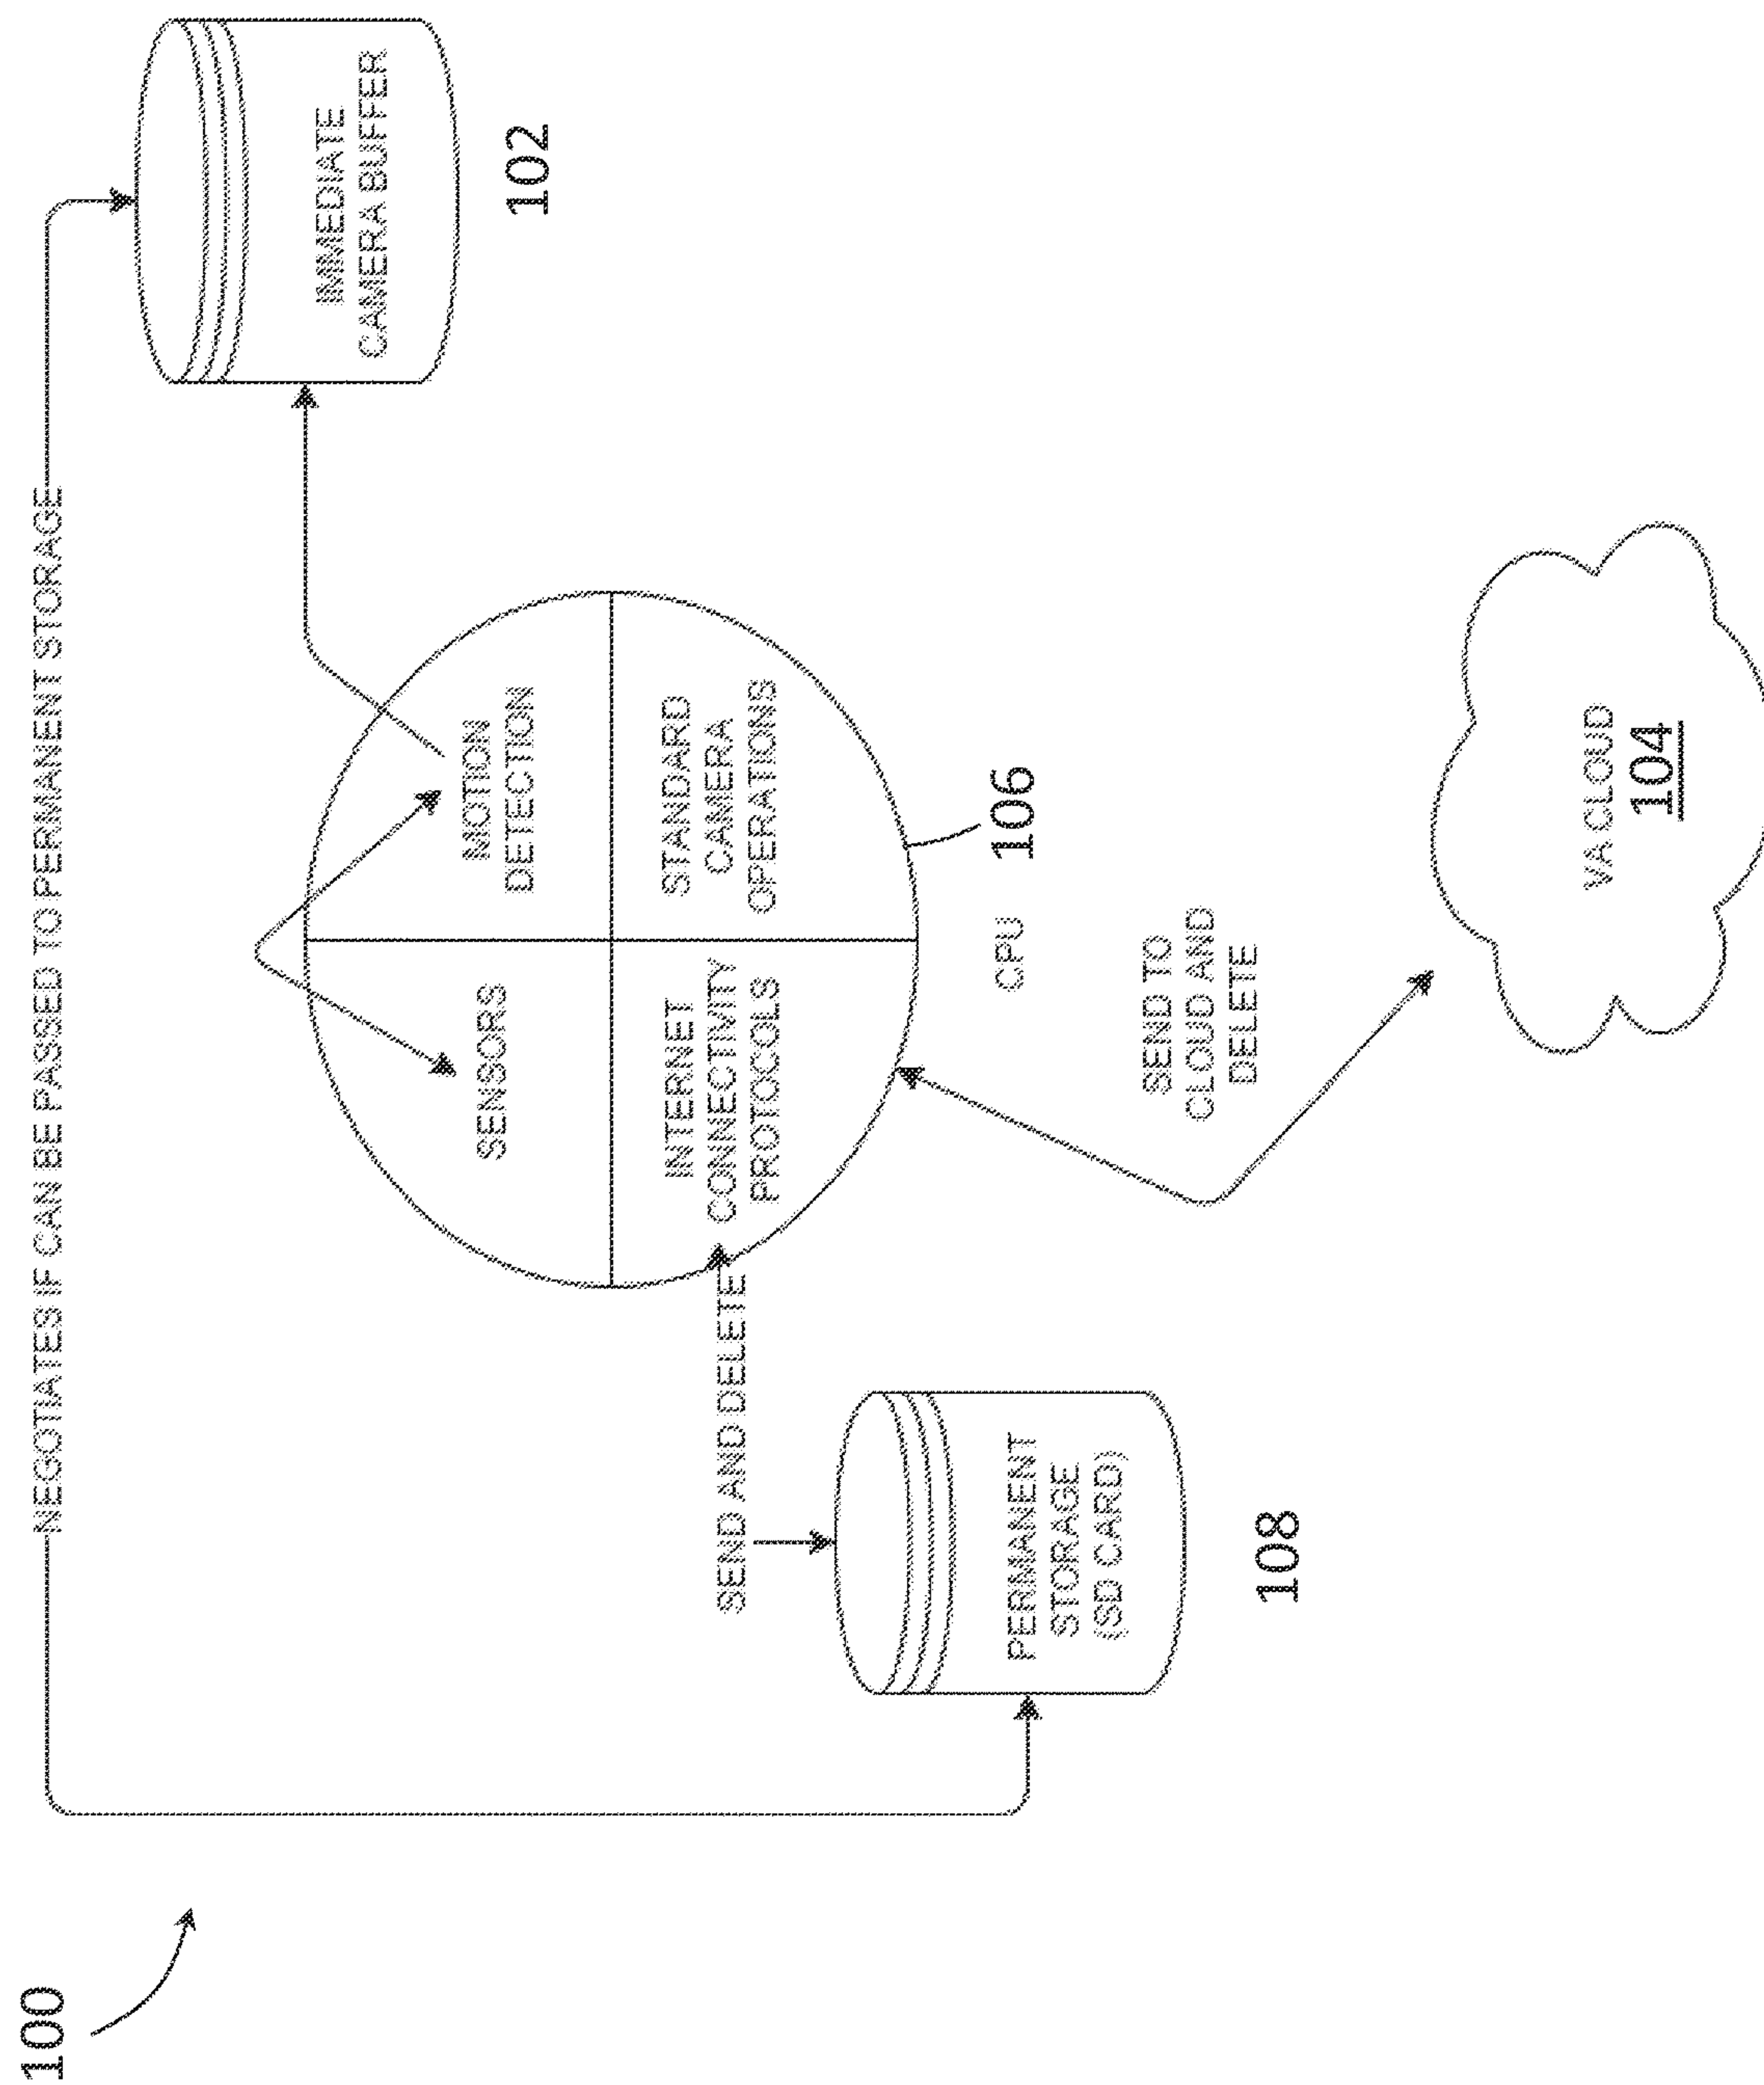 100
NEGOTIATES IF CAN BE PASSED TO PERMANENT STORAGE
IMMEDIATE
CAMERA BUFFER
102
SENSORS
MOTION
DETECTION
INTERNET
CONNECTIVITY
PROTOCOLS
STANDARD
CAMERA
OPERATIONS
CPU
106
SEND AND DELETE
PERMANENT
STORAGE
(SD CARD)
108
SEND TO
CLOUD AND
DELETE
VA CLOUD
104